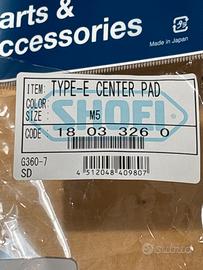 arts &
ccessories
Made in Japan
ITEM: TYPE-E CENTER PAD
COLOR:
SIZE: M5
SHOEI
CODE 18 03 326 0
G360-7
SD
4 512048 409807
Subito